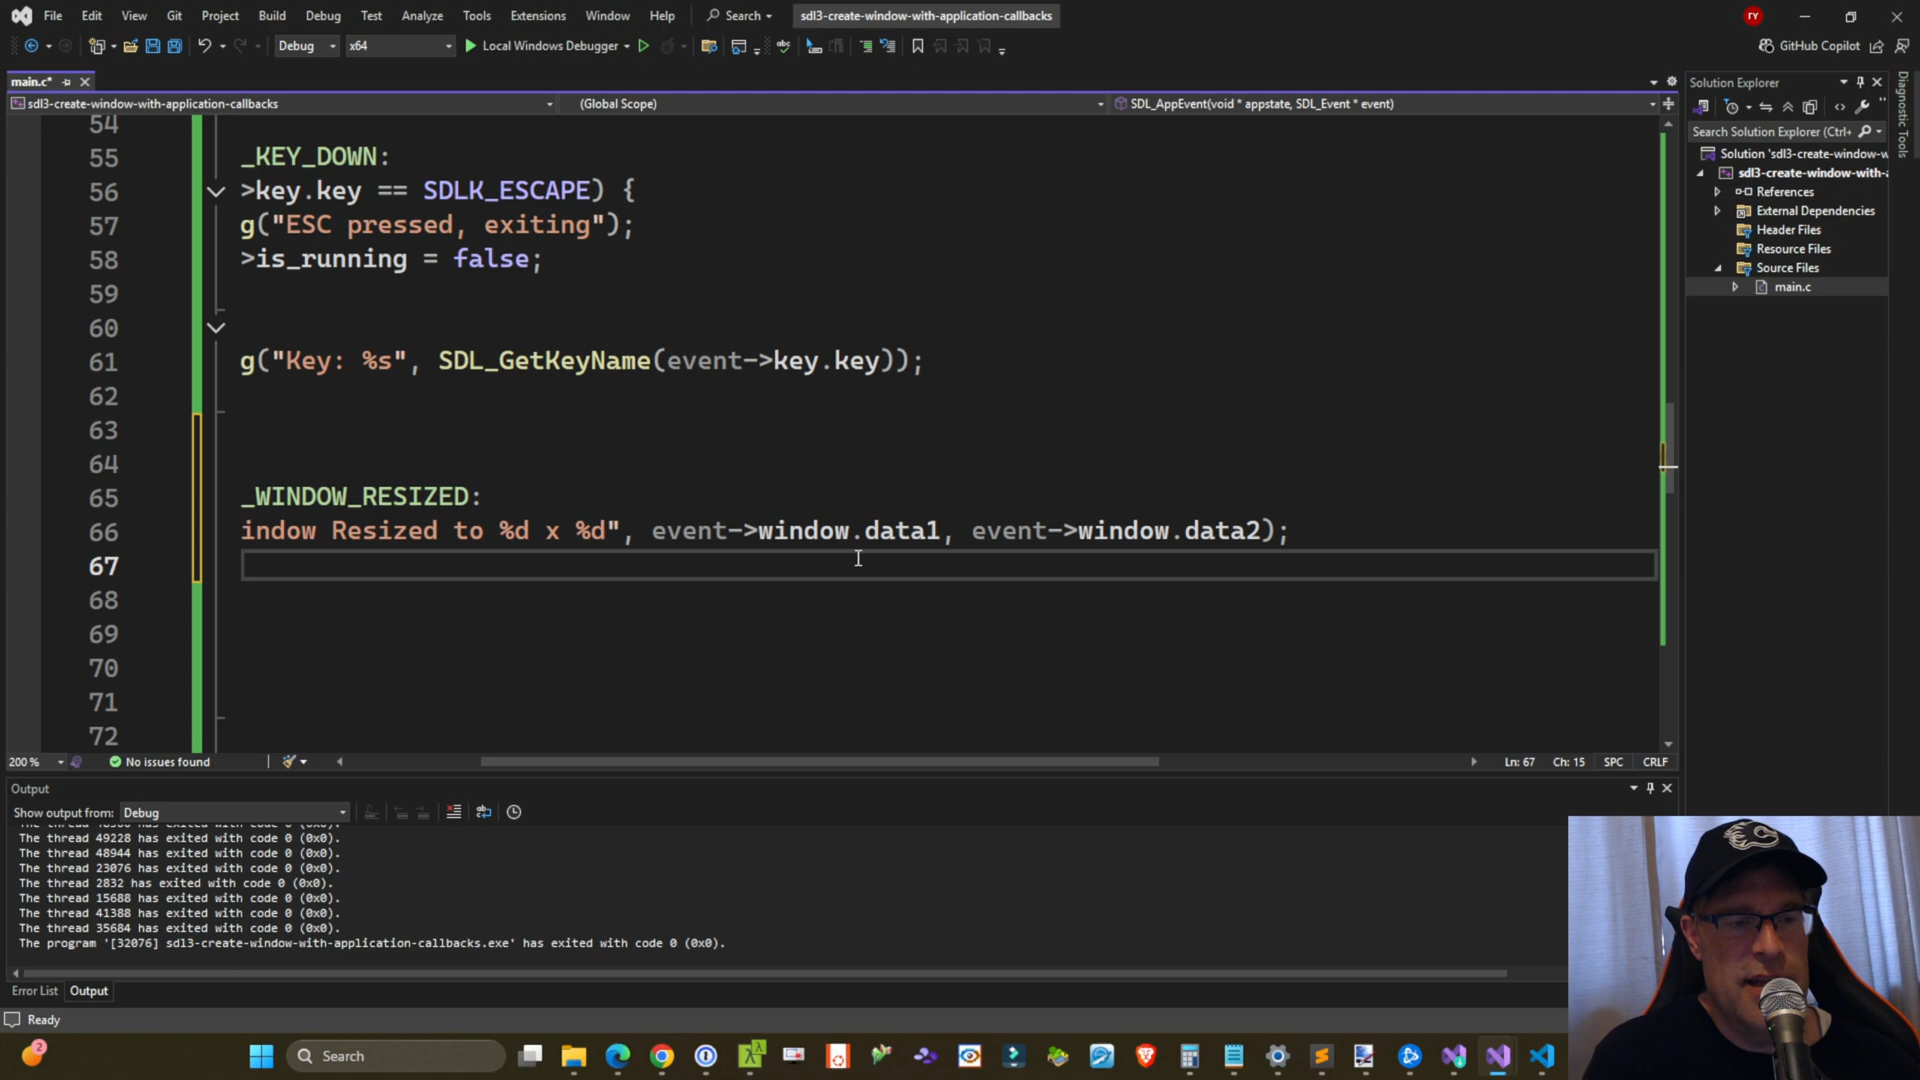 File Edit View Git Project Build Debug Test Analyze Tools Extensions Window Help Search sdl3-create-window-with-application-callbacks RY
Debug x64 Local Windows Debugger GitHub Copilot
main.c*
sdl3-create-window-with-application-callbacks (Global Scope) SDL_AppEvent(void * appstate, SDL_Event * event)
54
55 _KEY_DOWN:
56 >key.key == SDLK_ESCAPE) {
57 g("ESC pressed, exiting");
58 >is_running = false;
59
60
61 g("Key: %s", SDL_GetKeyName(event->key.key));
62
63
64
65 _WINDOW_RESIZED:
66 indow Resized to %d x %d", event->window.data1, event->window.data2);
67
68
69
70
71
72
200 % No issues found Ln: 67 Ch: 15 SPC CRLF
Solution Explorer
Search Solution Explorer (Ctrl+
Solution 'sdl3-create-window-w
sdl3-create-window-with-a
References
External Dependencies
Header Files
Resource Files
Source Files
main.c
Diagnostic Tools
Output
Show output from: Debug
The thread 49228 has exited with code 0 (0x0).
The thread 48944 has exited with code 0 (0x0).
The thread 23076 has exited with code 0 (0x0).
The thread 2832 has exited with code 0 (0x0).
The thread 15688 has exited with code 0 (0x0).
The thread 41388 has exited with code 0 (0x0).
The thread 35684 has exited with code 0 (0x0).
The program '[32076] sdl3-create-window-with-application-callbacks.exe' has exited with code 0 (0x0).
Error List Output
Ready
2 Search